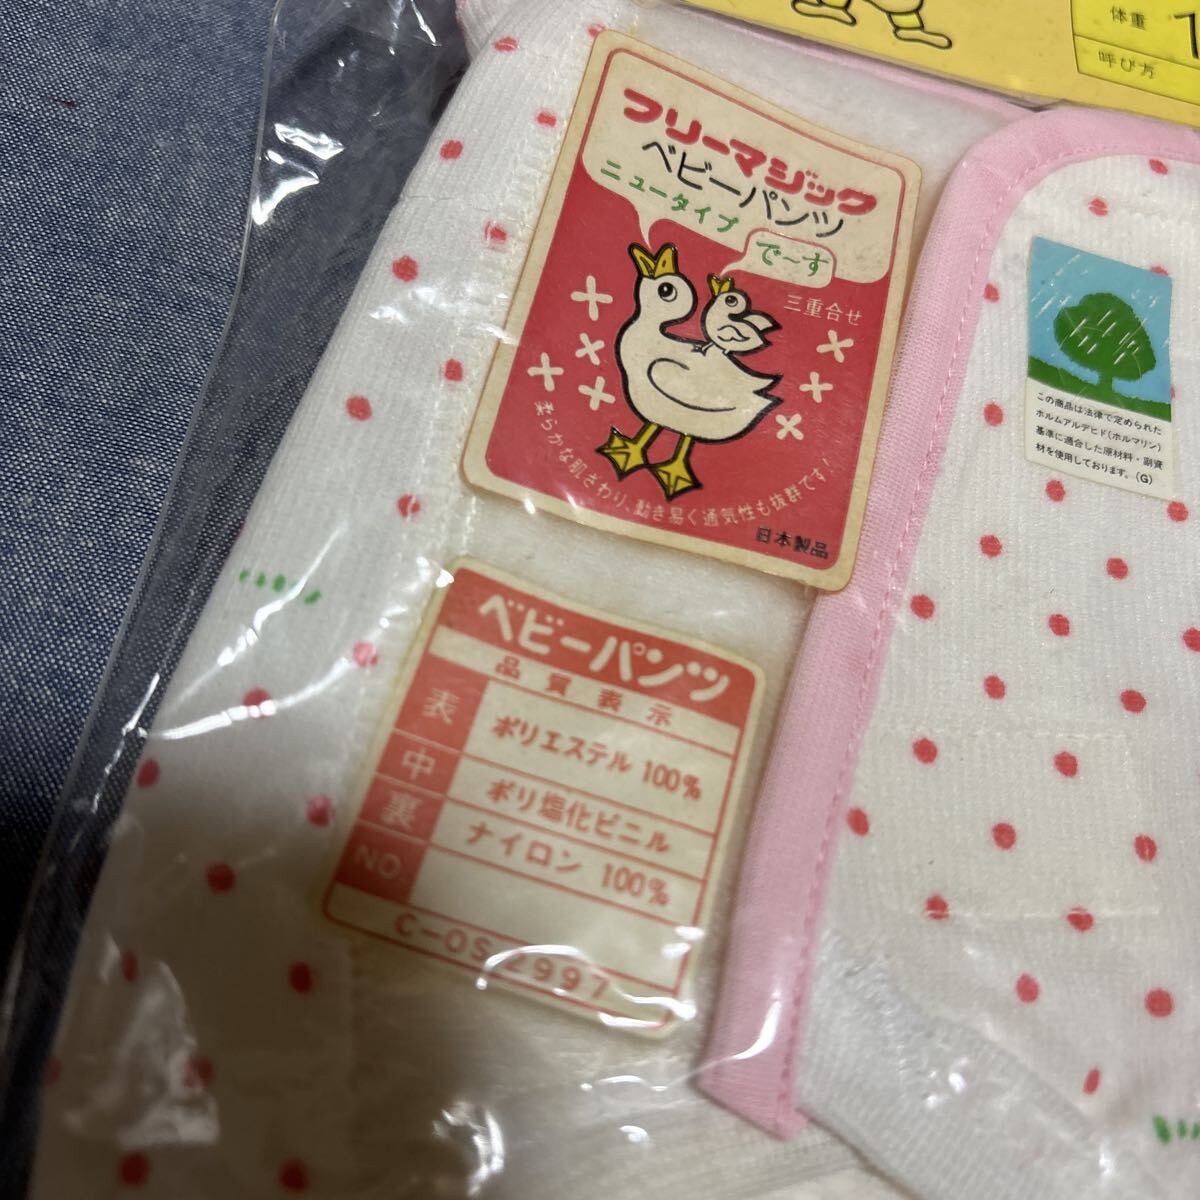 体重 1
呼び方
フリーマジック
ベビーパンツ
ニュータイプ
で〜す
三重合せ
柔らかな肌ざわり、動き易く通気性も抜群です!
日本製品
この商品は法律で定められた
ホルムアルデヒド(ホルマリン)
基準に適合した原材料・副資
材を使用しております。(G)
ベビーパンツ
品質表示
表 ポリエステル 100%
中 ポリ塩化ビニル
裏 ナイロン 100%
NO.
C-OS2997